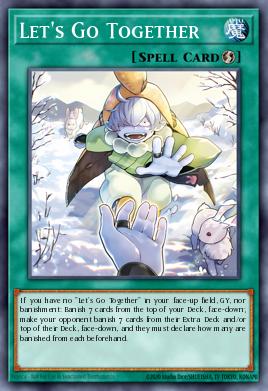 Let's Go Together
魔
[Spell Card]
If you have no "Let's Go Together" in your face-up field, GY, nor
banishment: Banish 7 cards from the top of your Deck, face-down;
make your opponent banish 7 cards from their Extra Deck and/or
top of their Deck, face-down, and they must declare how many are
banished from each beforehand.